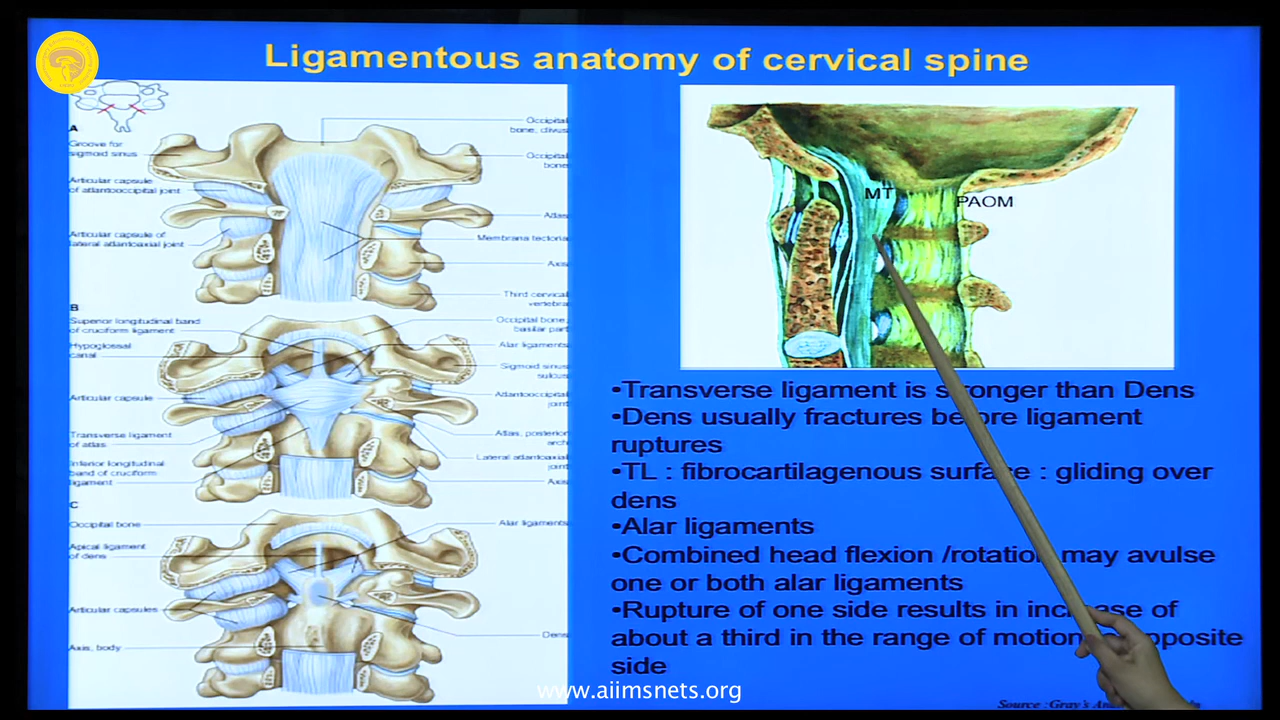 Ligamentous anatomy of cervical spine
A
Groove for
sigmoid sinus
Articular capsule
of atlantooccipital joint
Articular capsule of
lateral atlantoaxial joint
Occipital
bone, clivus
Occipital
bone
Atlas
Membrana tectoria
Axis
Third cervical
vertebra
B
Superior longitudinal band
of cruciform ligament
Hypoglossal
canal
Articular capsule
Transverse ligament
of atlas
Inferior longitudinal
band of cruciform
ligament
Occipital bone,
basilar part
Alar ligaments
Sigmoid sinus
sulcus
Atlantooccipital
joint
Atlas, posterior
arch
Lateral atlantoaxial
joint
Axis
C
Occipital bone
Apical ligament
of dens
Articular capsules
Axis, body
Alar ligaments
Dens
MT
PAOM
•Transverse ligament is stronger than Dens
•Dens usually fractures before ligament
ruptures
•TL : fibrocartilagenous surface : gliding over
dens
•Alar ligaments
•Combined head flexion /rotation may avulse
one or both alar ligaments
•Rupture of one side results in increase of
about a third in the range of motion opposite
side
www.aiimsnets.org
Source :Gray's